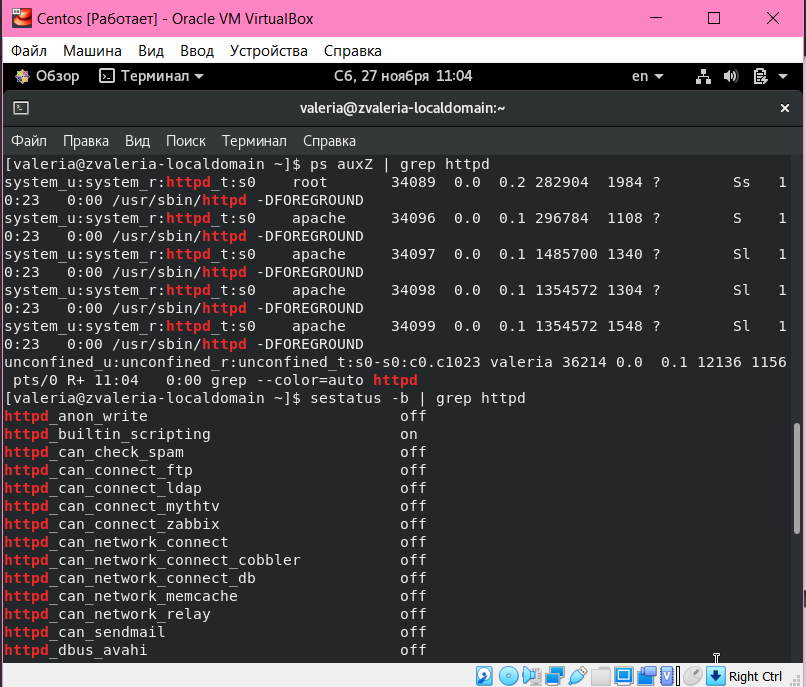 Centos [Работает] - Oracle VM VirtualBox
Файл Машина Вид Ввод Устройства Справка
Обзор Терминал Сб, 27 ноября 11:04 en
valeria@zvaleria-localdomain:~
Файл Правка Вид Поиск Терминал Справка
[valeria@zvaleria-localdomain ~]$ ps auxZ | grep httpd
system_u:system_r:httpd_t:s0    root       34089  0.0  0.2 282904  1984 ?        Ss   1
0:23   0:00 /usr/sbin/httpd -DFOREGROUND
system_u:system_r:httpd_t:s0    apache     34096  0.0  0.1 296784  1108 ?        S    1
0:23   0:00 /usr/sbin/httpd -DFOREGROUND
system_u:system_r:httpd_t:s0    apache     34097  0.0  0.1 1485700 1340 ?        Sl   1
0:23   0:00 /usr/sbin/httpd -DFOREGROUND
system_u:system_r:httpd_t:s0    apache     34098  0.0  0.1 1354572 1304 ?        Sl   1
0:23   0:00 /usr/sbin/httpd -DFOREGROUND
system_u:system_r:httpd_t:s0    apache     34099  0.0  0.1 1354572 1548 ?        Sl   1
0:23   0:00 /usr/sbin/httpd -DFOREGROUND
unconfined_u:unconfined_r:unconfined_t:s0-s0:c0.c1023 valeria 36214 0.0  0.1 12136 1156
 pts/0 R+ 11:04   0:00 grep --color=auto httpd
[valeria@zvaleria-localdomain ~]$ sestatus -b | grep httpd
httpd_anon_write                            off
httpd_builtin_scripting                     on
httpd_can_check_spam                        off
httpd_can_connect_ftp                       off
httpd_can_connect_ldap                      off
httpd_can_connect_mythtv                    off
httpd_can_connect_zabbix                    off
httpd_can_network_connect                   off
httpd_can_network_connect_cobbler           off
httpd_can_network_connect_db                off
httpd_can_network_memcache                  off
httpd_can_network_relay                     off
httpd_can_sendmail                          off
httpd_dbus_avahi                            off
Right Ctrl